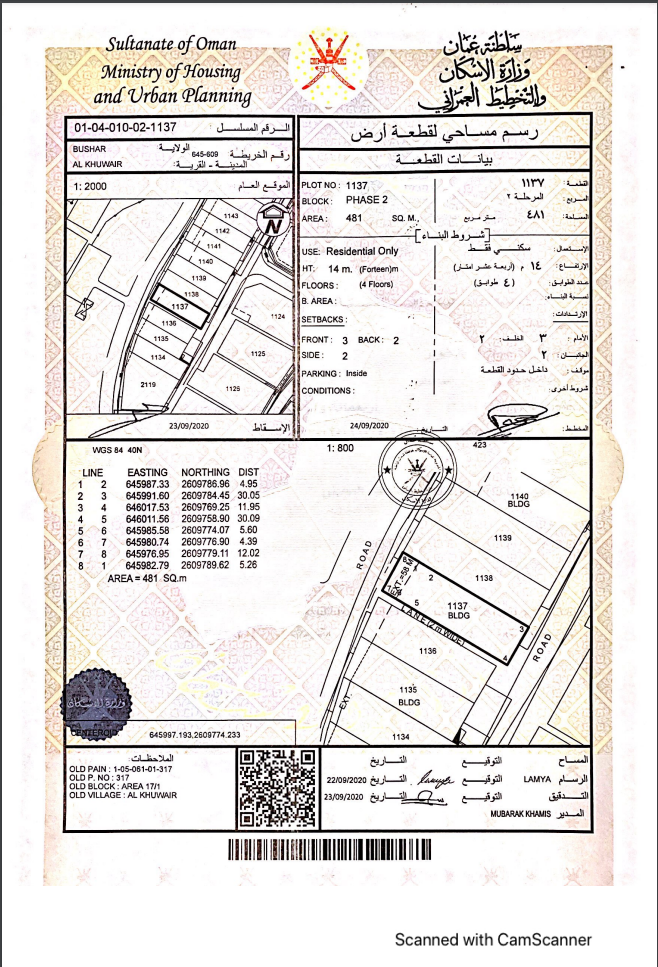 Sultanate of Oman
Ministry of Housing
and Urban Planning
سلطنة عمان
وزارة الاسكان
والتخطيط العمراني
01-04-010-02-1137 الـرقم المسلسل :
BUSHAR الولايـة :
رقم الخريطة : 645-609
AL KHUWAIR المدينة - القرية :
1: 2000 الموقع العام
1143
1142
1141
1140
1139
1138
1137
1136
1135
1134
2119
1124
1125
1126
N
23/09/2020 الإسقاط
رسم مساحي لقطعة أرض
بيانات القطعة
PLOT NO : 1137
القطعة: ١١٣٧
BLOCK : PHASE 2
المربع: المرحلة ٢
AREA : 481 SQ. M.,
المساحة: ٤٨١ متر مربع
شروط البناء
USE: Residential Only
الإستعمال: سكني فقط
HT: 14 m. (Forteen)m
الإرتفاع: ١٤ م (أربعة عشر امتار)
FLOORS : (4 Floors)
عدد الطوابق: (٤ طوابق)
B. AREA :
نسبة البناء:
SETBACKS :
الإرتدادات:
FRONT : 3 BACK : 2
الأمام: ٣ الخلف: ٢
SIDE : 2
الجانبان: ٢
PARKING : Inside
موقف: داخل حدود القطعة
CONDITIONS :
شروط أخرى:
24/09/2020 التاريخ :
المخطط:
WGS 84 40N
1: 800
423
LINE EASTING NORTHING DIST
1 2 645987.33 2609786.96 4.95
2 3 645991.60 2609784.45 30.05
3 4 646017.53 2609769.25 11.95
4 5 646011.56 2609758.90 30.09
5 6 645985.58 2609774.07 5.60
6 7 645980.74 2609776.90 4.39
7 8 645976.95 2609779.11 12.02
8 1 645982.79 2609789.62 5.26
AREA = 481 SQ.m
1140
BLDG
1139
1138
1137
BLDG
1136
1135
BLDG
1134
ROAD
ROAD
LANE (2 m WIDE)
EXT.=58 M
EXT.
2
3
4
5
8
645997.193,2609774.233
الملاحظات:
OLD PAIN : 1-05-061-01-317
OLD P. NO : 317
OLD BLOCK : AREA 17/1
OLD VILLAGE : AL KHUWAIR
المساح التوقيع التاريخ
الرسام LAMYA التوقيع التاريخ 22/09/2020
التدقيق التوقيع التاريخ 23/09/2020
المدير MUBARAK KHAMIS
Scanned with CamScanner